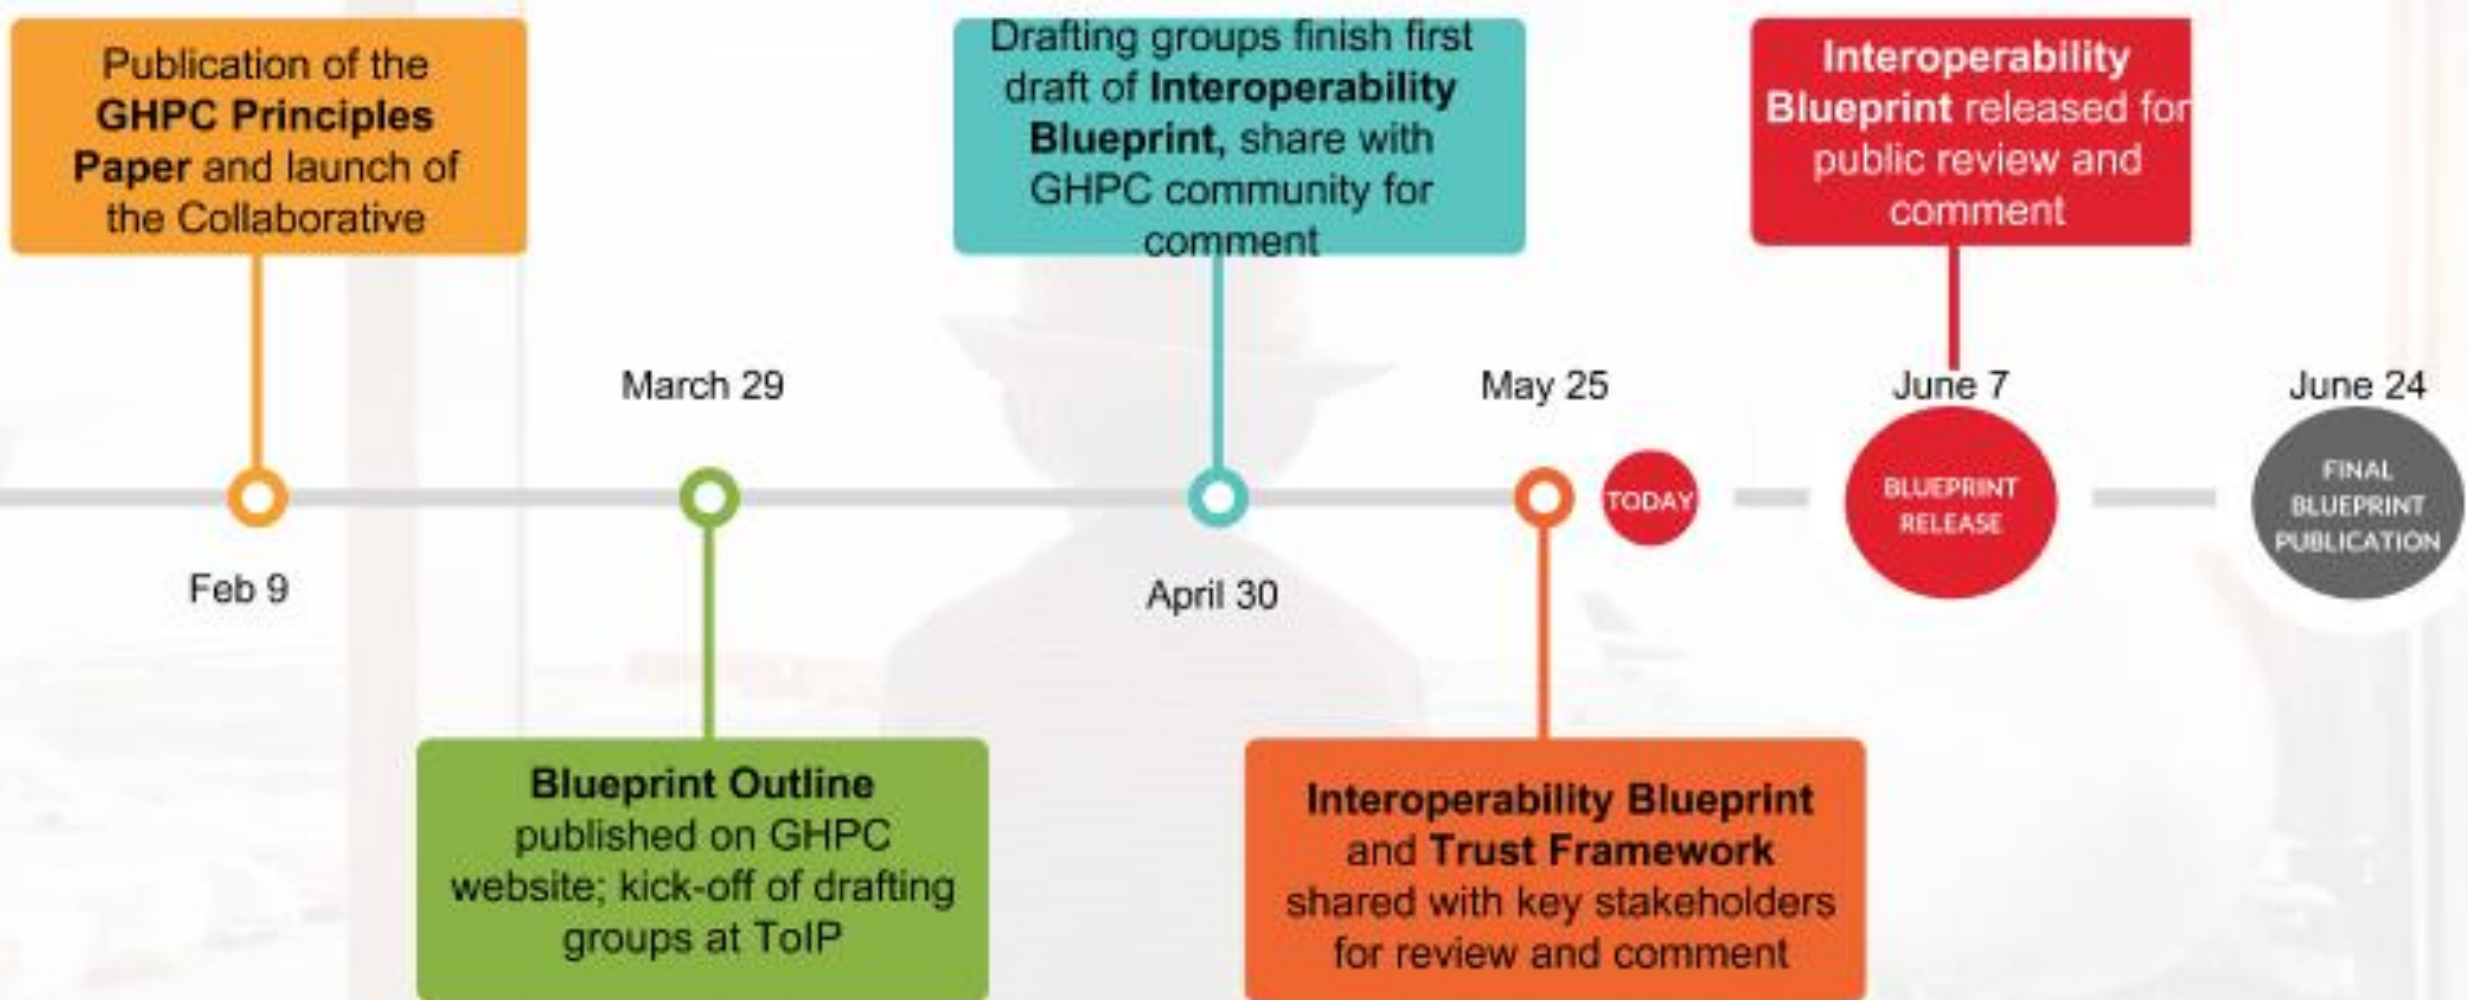 Publication of the
GHPC Principles
Paper and launch of
the Collaborative
Feb 9
March 29
Blueprint Outline
published on GHPC
website; kick-off of drafting
groups at ToIP
Drafting groups finish first
draft of Interoperability
Blueprint, share with
GHPC community for
comment
April 30
May 25
Interoperability Blueprint
and Trust Framework
shared with key stakeholders
for review and comment
TODAY
Interoperability
Blueprint released for
public review and
comment
June 7
BLUEPRINT
RELEASE
June 24
FINAL
BLUEPRINT
PUBLICATION